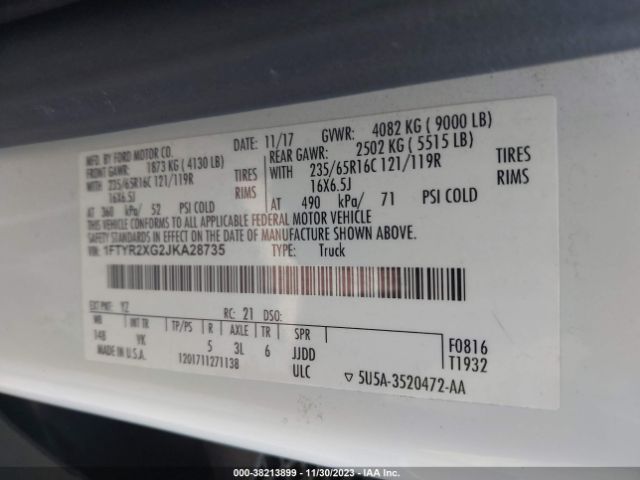 MFD. BY FORD MOTOR CO.
DATE: 11/17 GVWR: 4082 KG ( 9000 LB)
FRONT GAWR: 1873 KG ( 4130 LB) REAR GAWR: 2502 KG ( 5515 LB)
WITH 235/65R16C 121/119R TIRES WITH 235/65R16C 121/119R TIRES
16X6.5J RIMS 16X6.5J RIMS
AT 360 kPa/ 52 PSI COLD AT 490 kPa/ 71 PSI COLD
THIS VEHICLE CONFORMS TO ALL APPLICABLE FEDERAL MOTOR VEHICLE
SAFETY STANDARDS IN EFFECT ON THE DATE OF MANUFACTURE SHOWN ABOVE.
VIN: 1FTYR2XG2JKA28735 TYPE: Truck
EXT PNT: YZ RC: 21 DSO:
WB INT TR TP/PS R AXLE TR SPR
148 VK 5 3L 6 JJDD F0816
MADE IN U.S.A. 1201711271138 ULC T1932
▽ 5U5A-3520472-AA
000-38213899 - 11/30/2023 - IAAI.COM